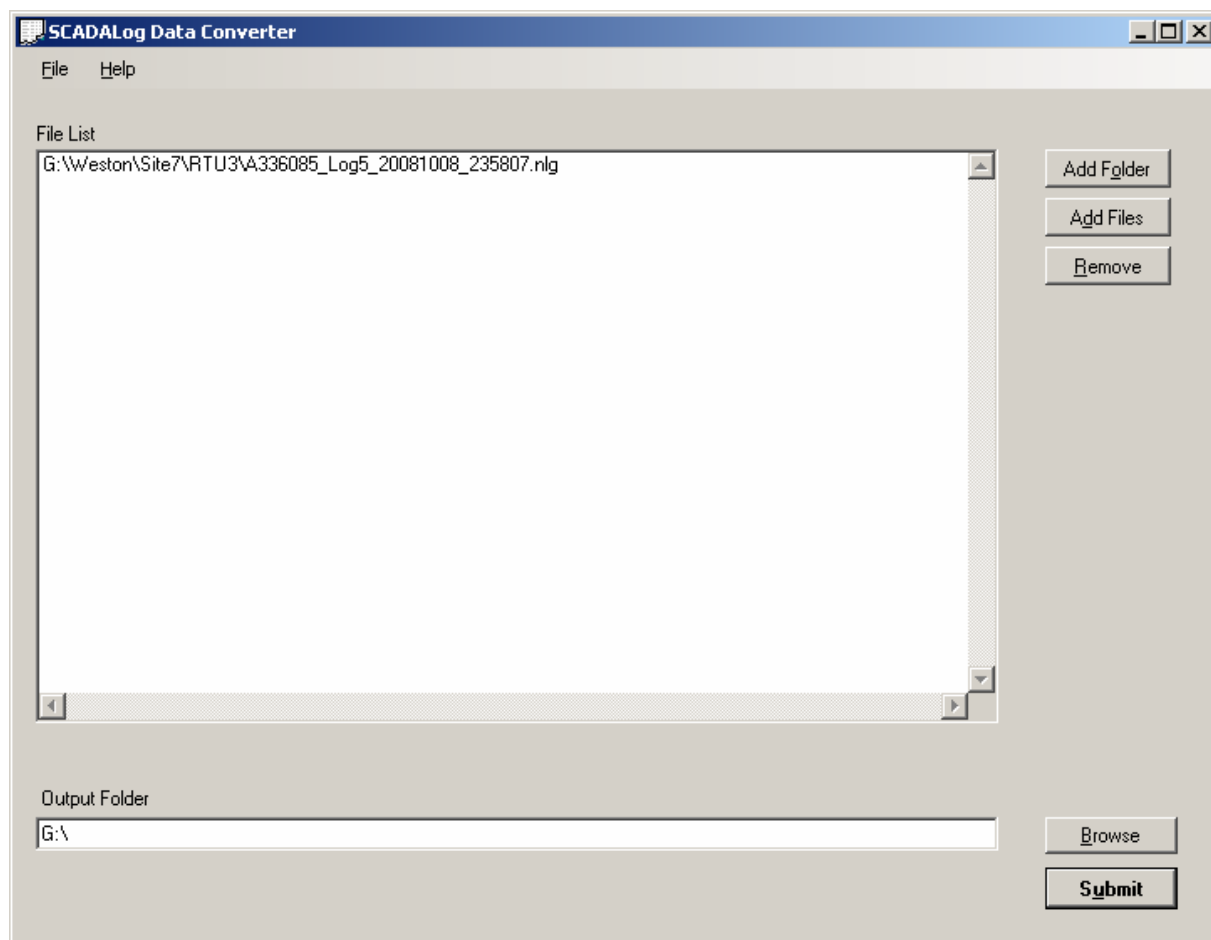 SCADALog Data Converter
File Help
File List
G:\Weston\Site7\RTU3\A336085_Log5_20081008_235807.nlg
Add Folder
Add Files
Remove
Output Folder
G:\
Browse
Submit